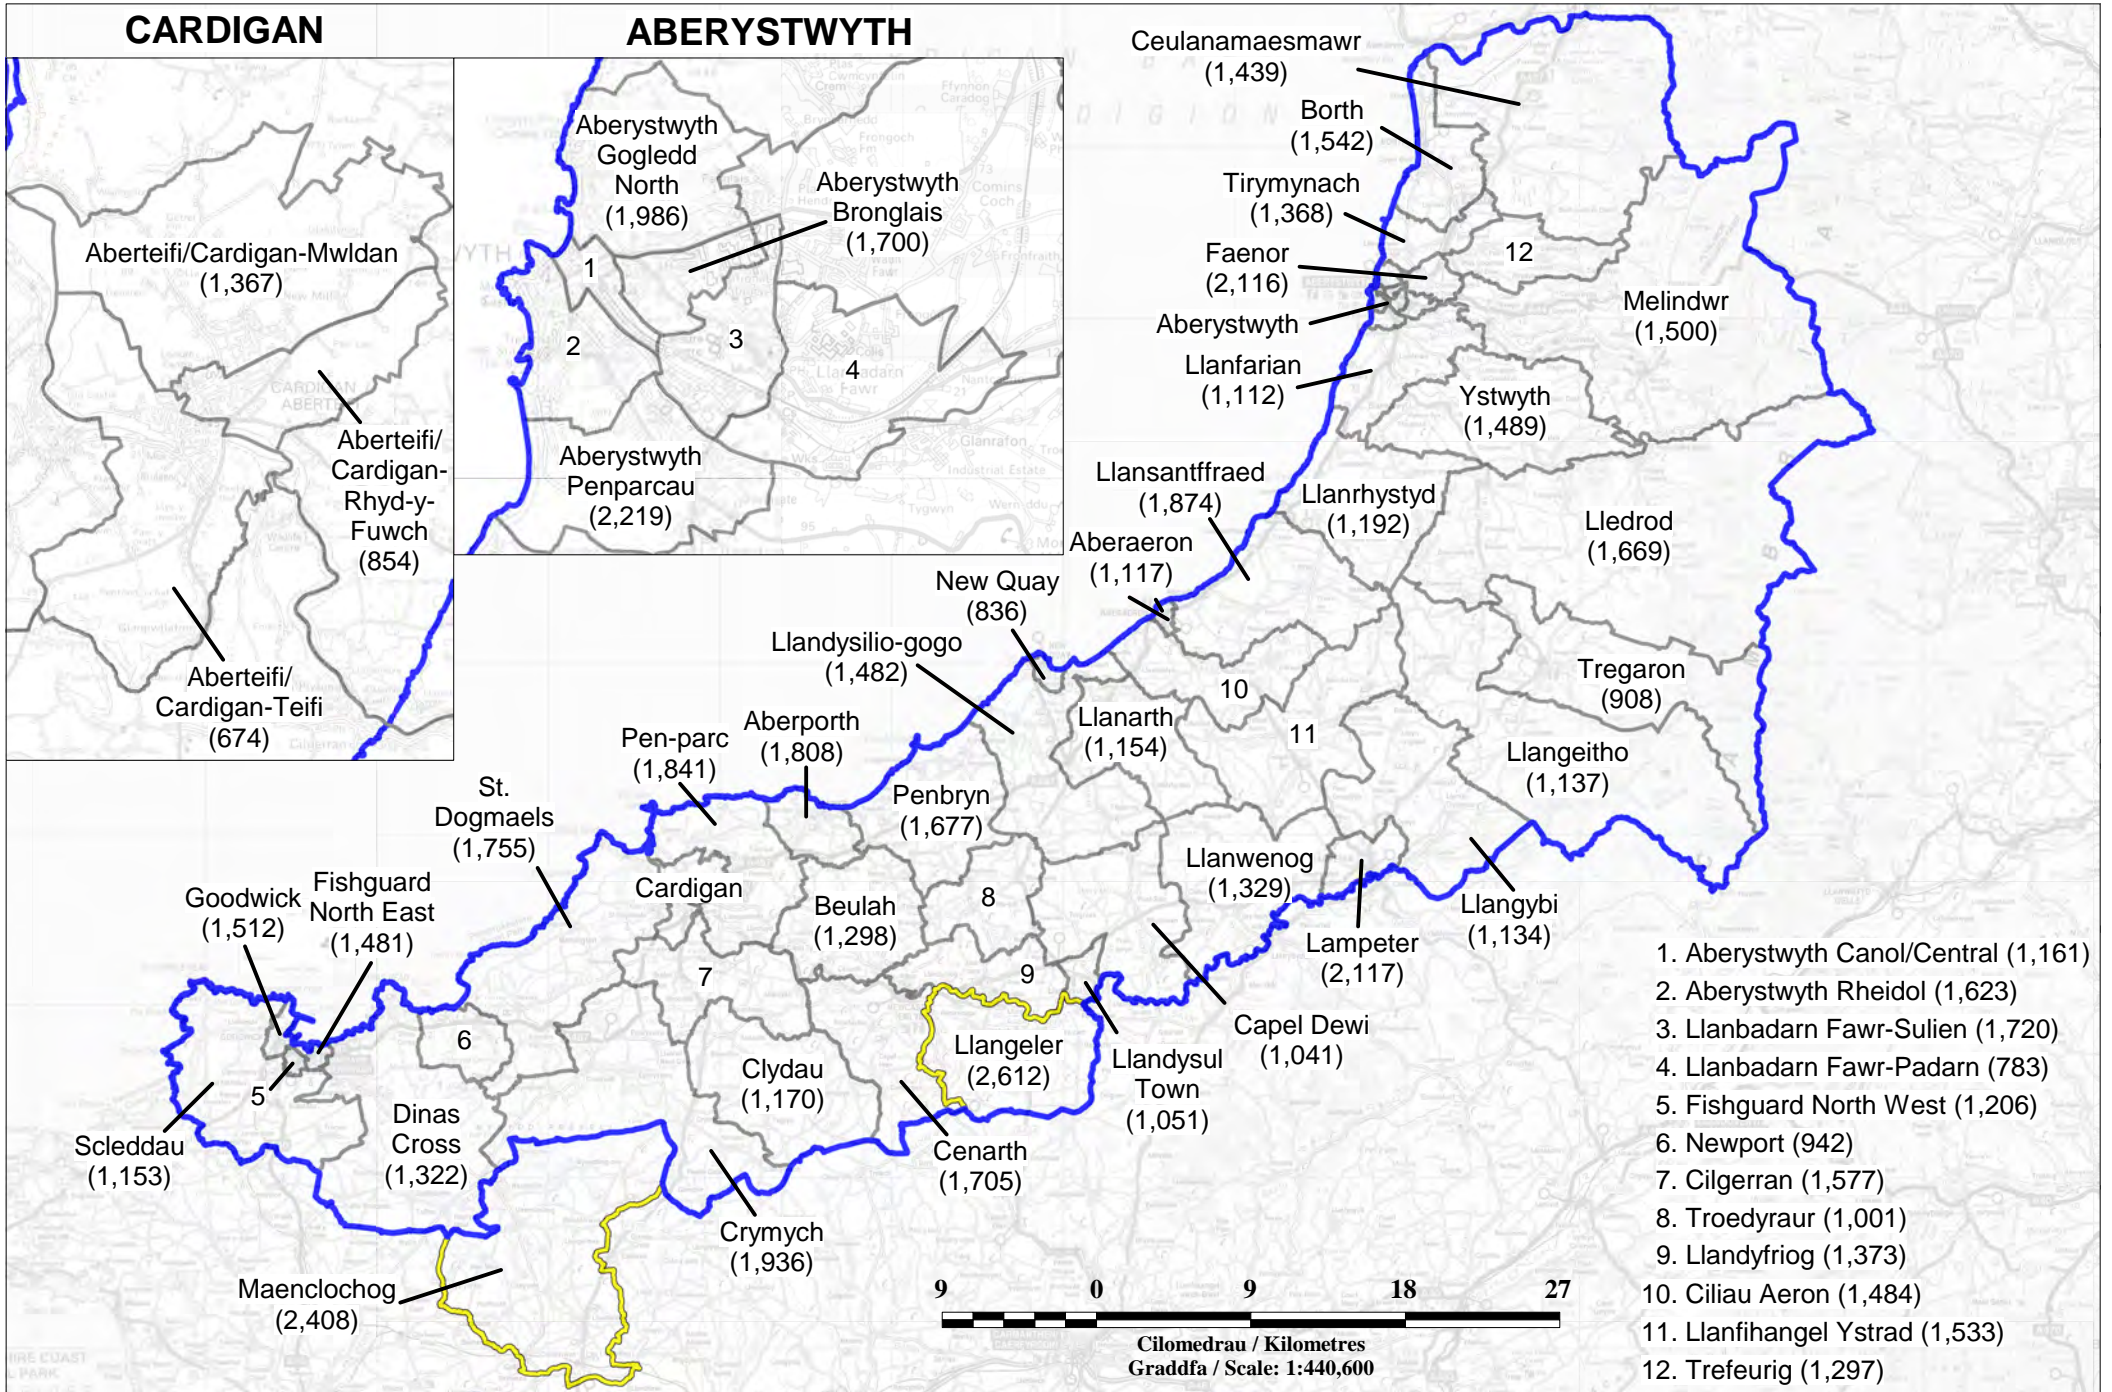 CARDIGAN
Aberteifi/Cardigan-Mwldan
(1,367)
Aberteifi/
Cardigan-
Rhyd-y-
Fuwch
(854)
Aberteifi/
Cardigan-Teifi
(674)
ABERYSTWYTH
Aberystwyth
Gogledd
North
(1,986)
Aberystwyth
Bronglais
(1,700)
1
2
3
4
Aberystwyth
Penparcau
(2,219)
Ceulanamaesmawr
(1,439)
Borth
(1,542)
Tirymynach
(1,368)
Faenor
(2,116)
Aberystwyth
Llanfarian
(1,112)
12
Melindwr
(1,500)
Ystwyth
(1,489)
Llansantffraed
(1,874)
Llanrhystyd
(1,192)
Lledrod
(1,669)
Aberaeron
(1,117)
New Quay
(836)
Llandysilio-gogo
(1,482)
Tregaron
(908)
10
11
Llanarth
(1,154)
Llangeitho
(1,137)
Aberporth
(1,808)
Pen-parc
(1,841)
Penbryn
(1,677)
St.
Dogmaels
(1,755)
Cardigan
Beulah
(1,298)
8
Llanwenog
(1,329)
Llangybi
(1,134)
Lampeter
(2,117)
Goodwick
(1,512)
Fishguard
North East
(1,481)
7
9
6
5
Capel Dewi
(1,041)
Llangeler
(2,612)
Llandysul
Town
(1,051)
Clydau
(1,170)
Dinas
Cross
(1,322)
Scleddau
(1,153)
Cenarth
(1,705)
Crymych
(1,936)
Maenclochog
(2,408)
1. Aberystwyth Canol/Central (1,161)
2. Aberystwyth Rheidol (1,623)
3. Llanbadarn Fawr-Sulien (1,720)
4. Llanbadarn Fawr-Padarn (783)
5. Fishguard North West (1,206)
6. Newport (942)
7. Cilgerran (1,577)
8. Troedyraur (1,001)
9. Llandyfriog (1,373)
10. Ciliau Aeron (1,484)
11. Llanfihangel Ystrad (1,533)
12. Trefeurig (1,297)
9 0 9 18 27
Cilomedrau / Kilometres
Graddfa / Scale: 1:440,600